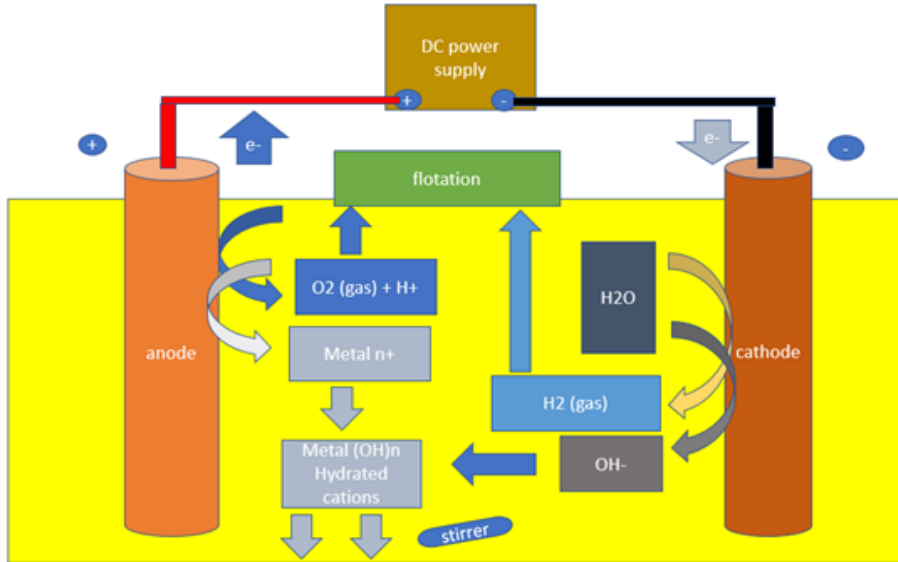 DC power
supply
+
-
+
e-
e-
-
flotation
O2 (gas) + H+
H2O
anode
Metal n+
cathode
H2 (gas)
Metal (OH)n
Hydrated
cations
OH-
stirrer